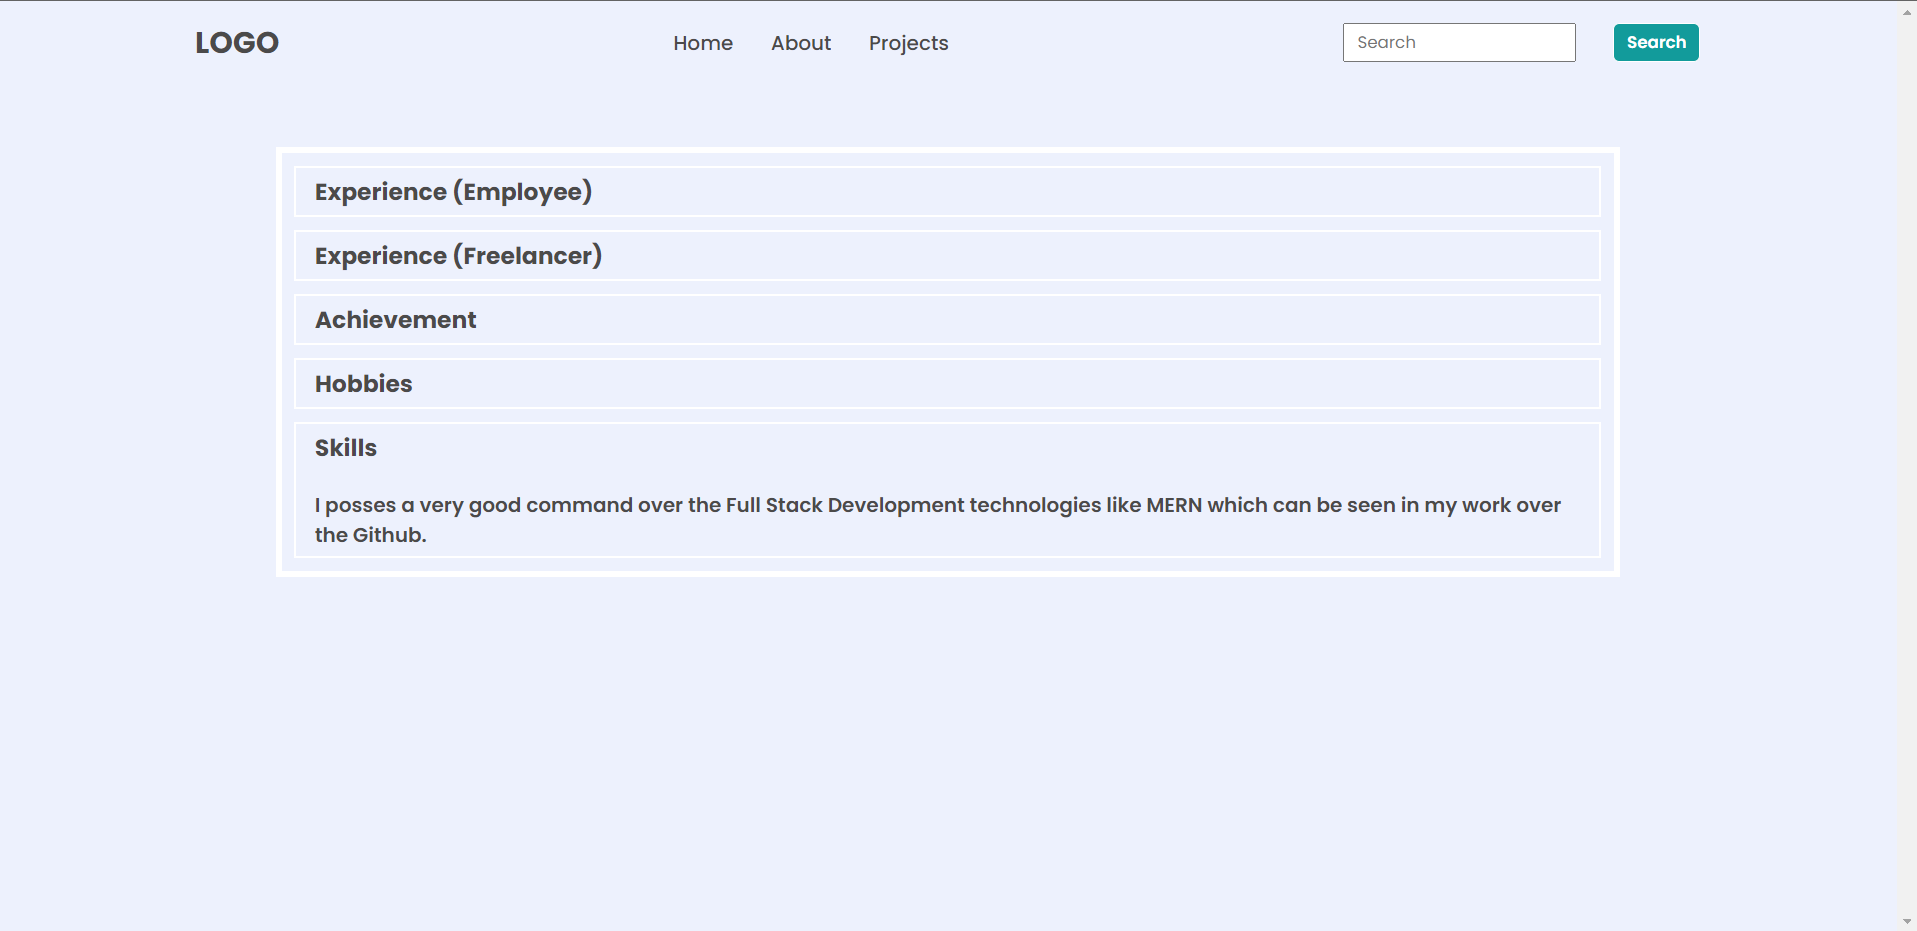 LOGO
Home
About
Projects
Search
Search
Experience (Employee)
Experience (Freelancer)
Achievement
Hobbies
Skills
I posses a very good command over the Full Stack Development technologies like MERN which can be seen in my work over
the Github.